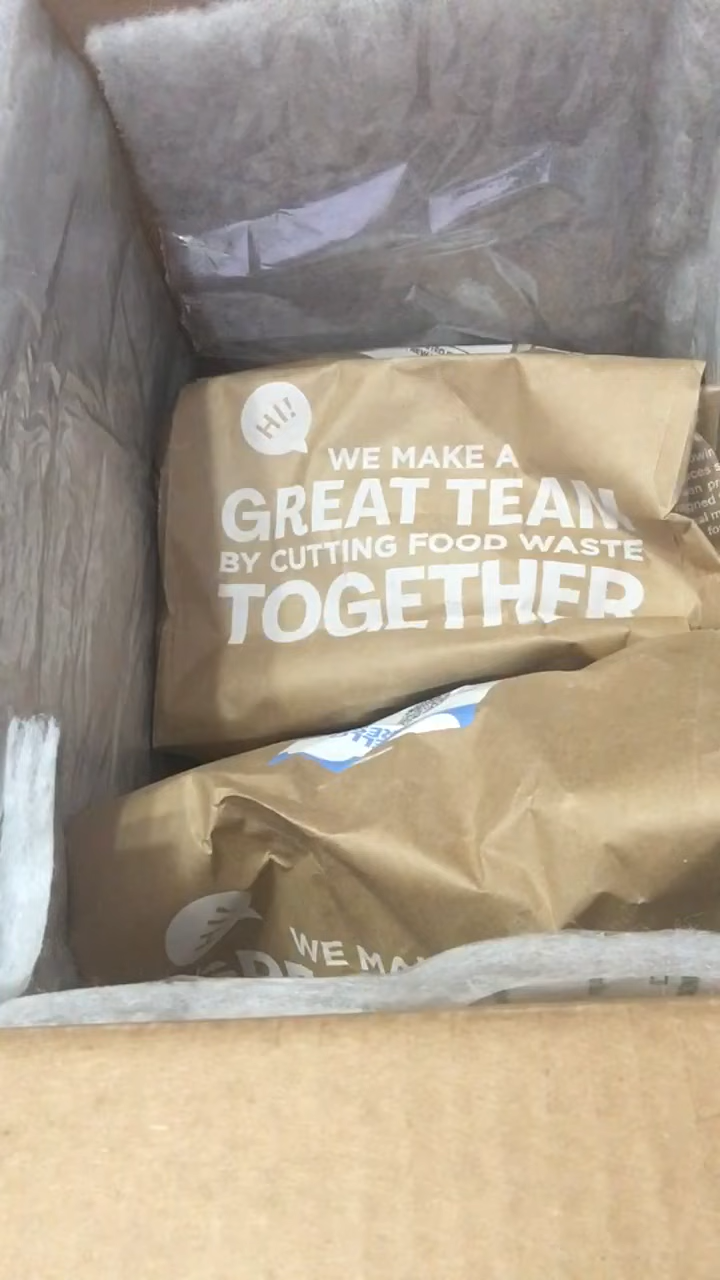 HI!
WE MAKE A
GREAT TEAM
BY CUTTING FOOD WASTE
TOGETHER
WE MA